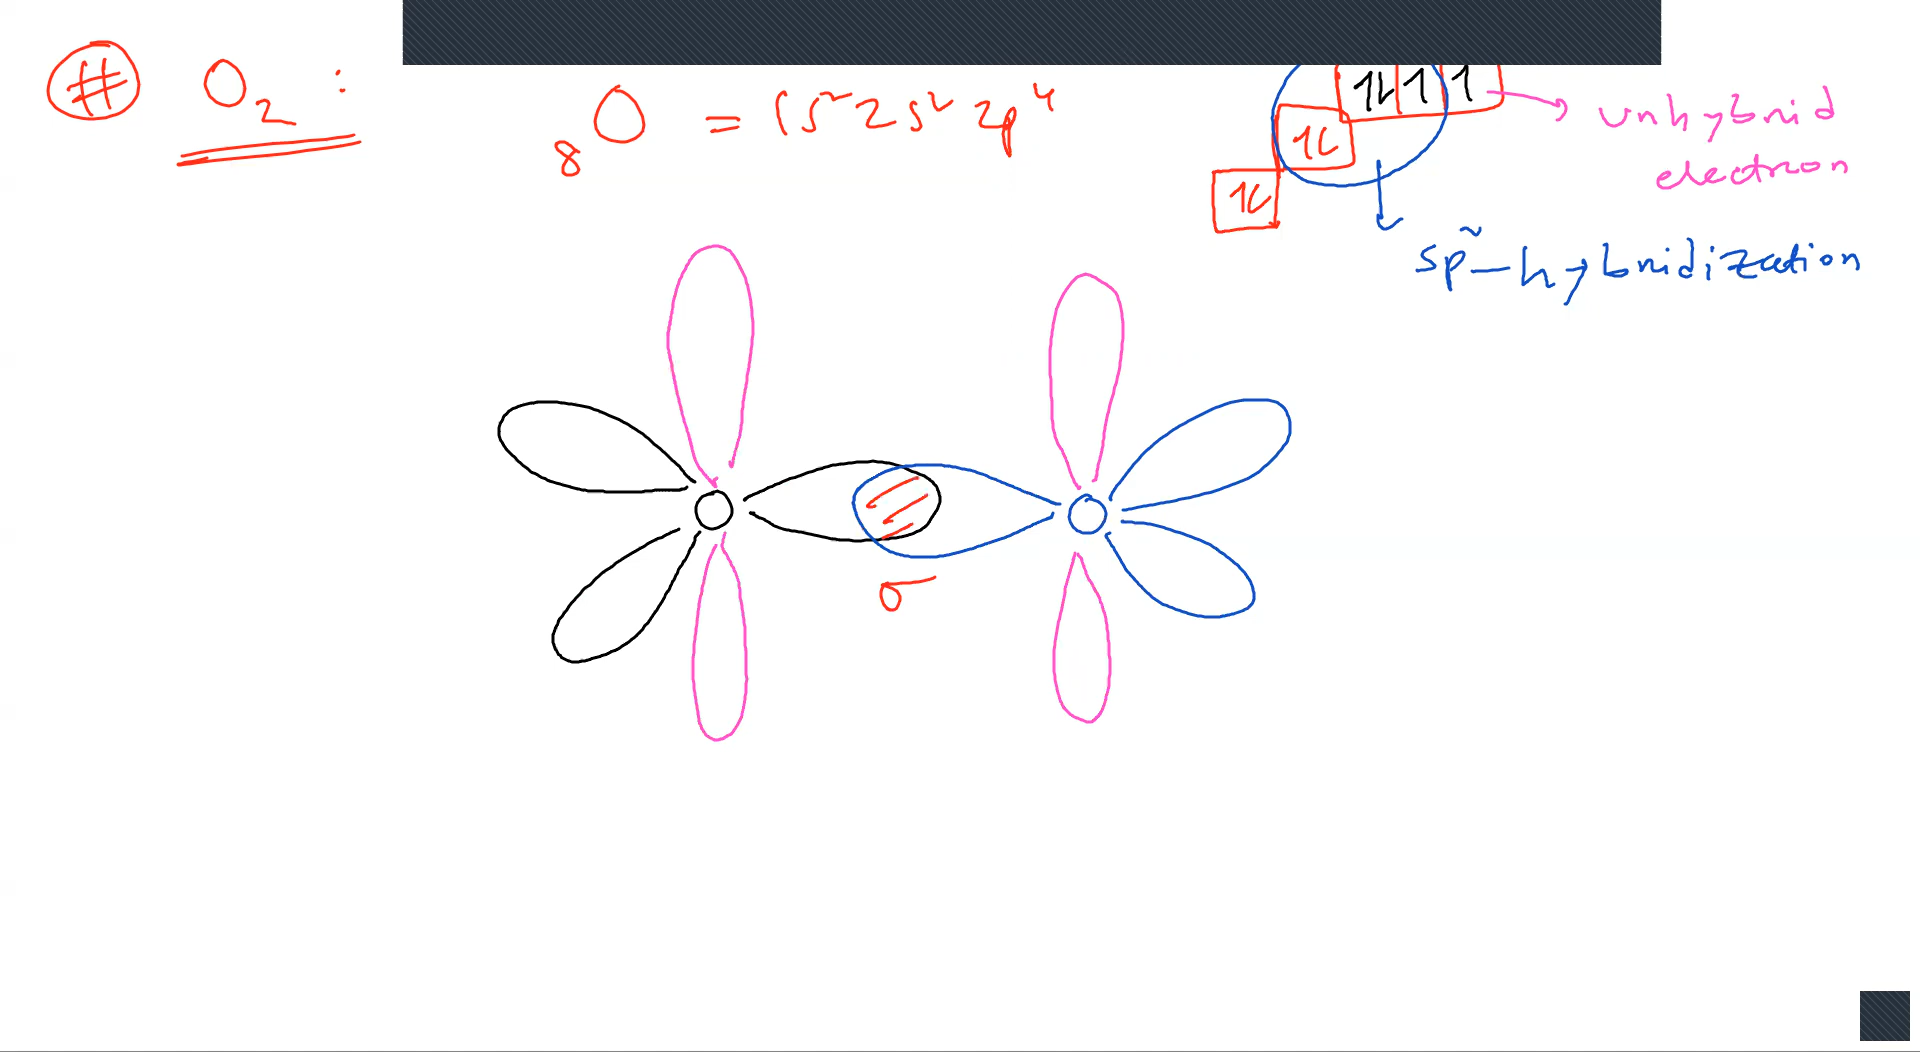 # O₂ :
₈O = 1s² 2s² 2p⁴
1L 1 1
1L
1L
unhybrid
electron
sp²-hybridization
σ